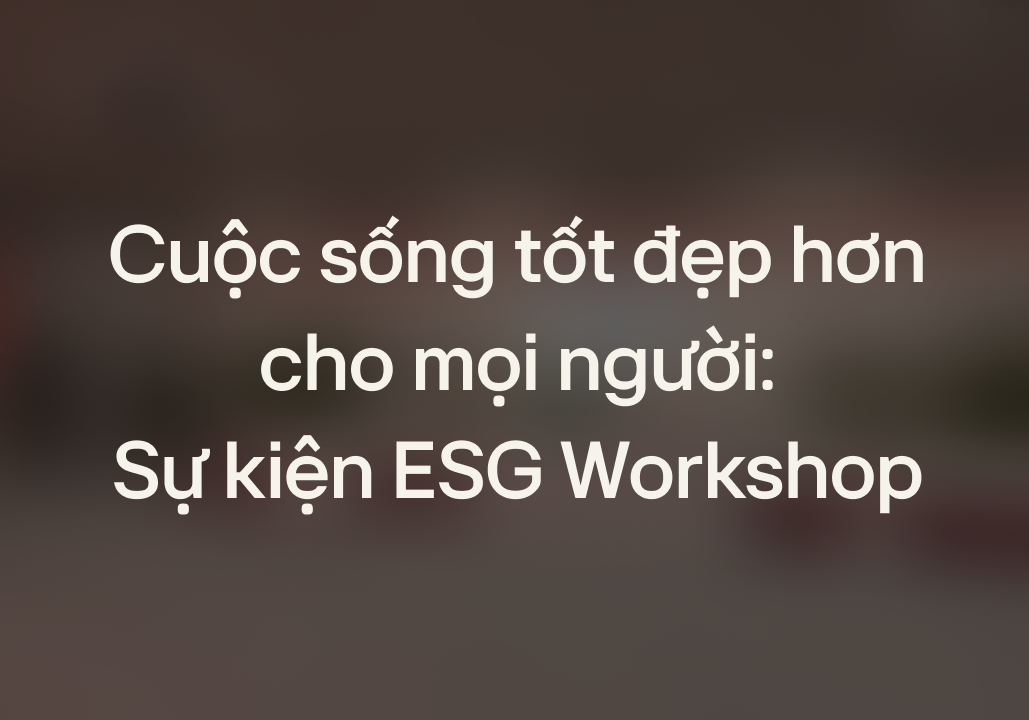 Cuộc sống tốt đẹp hơn
cho mọi người:
Sự kiện ESG Workshop